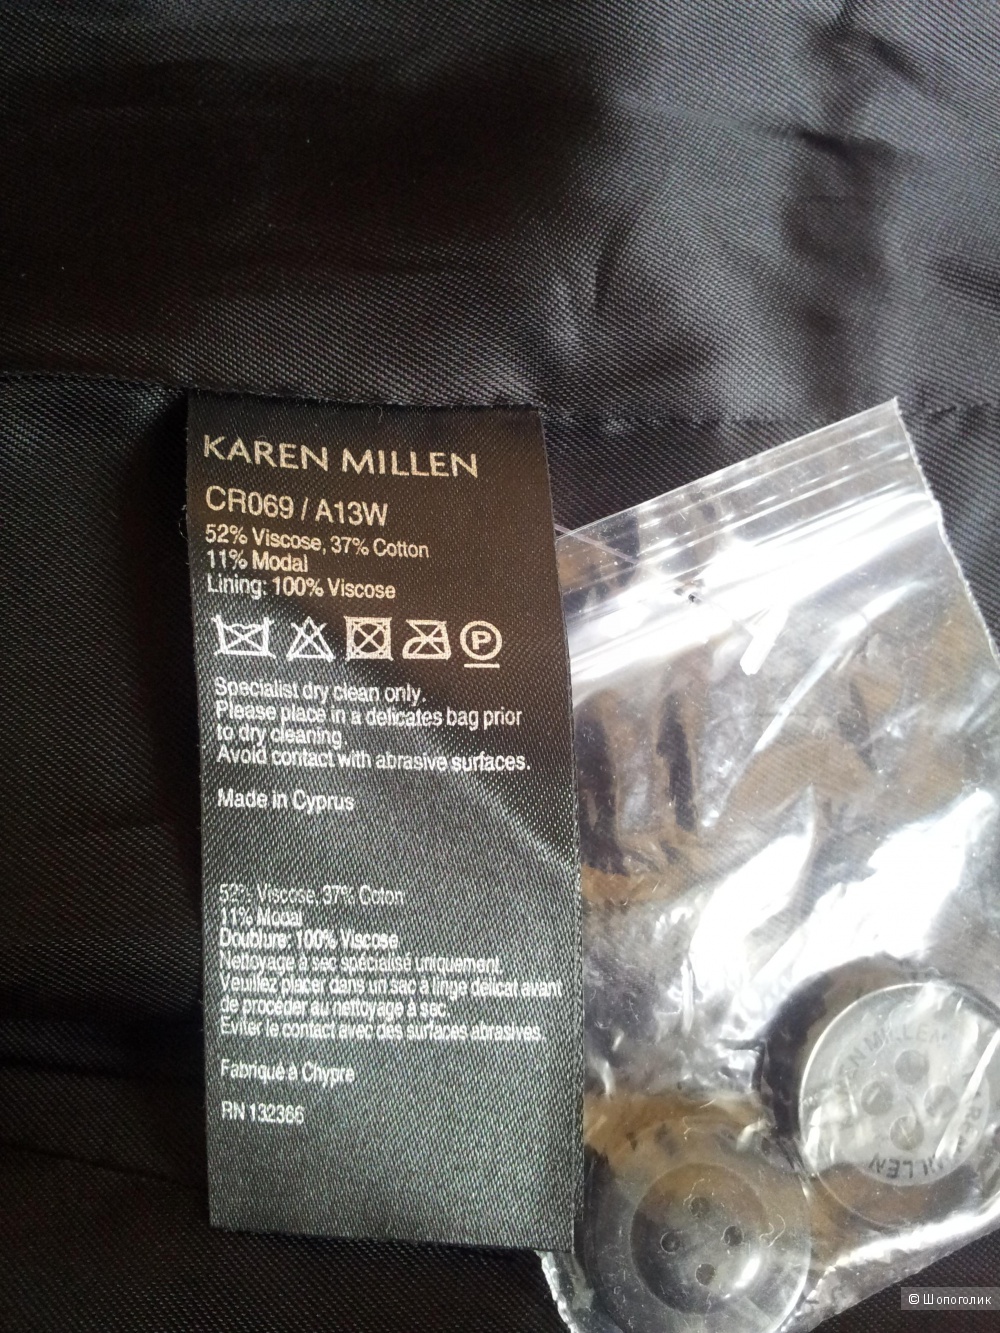 KAREN MILLEN
CR069 / A13W
52% Viscose, 37% Cotton
11% Modal
Lining: 100% Viscose
P
Specialist dry clean only.
Please place in a delicates bag prior
to dry cleaning.
Avoid contact with abrasive surfaces.
Made in Cyprus
52% Viscose, 37% Coton
11% Modal
Doublure: 100% Viscose
Nettoyage à sec spécialisé uniquement.
Veuillez placer dans un sac à linge délicat avant
de procéder au nettoyage à sec.
Eviter le contact avec des surfaces abrasives.
Fabriqué à Chypre
RN 132366
KAREN MILLEN
KAREN MILLEN
© Шопоголик